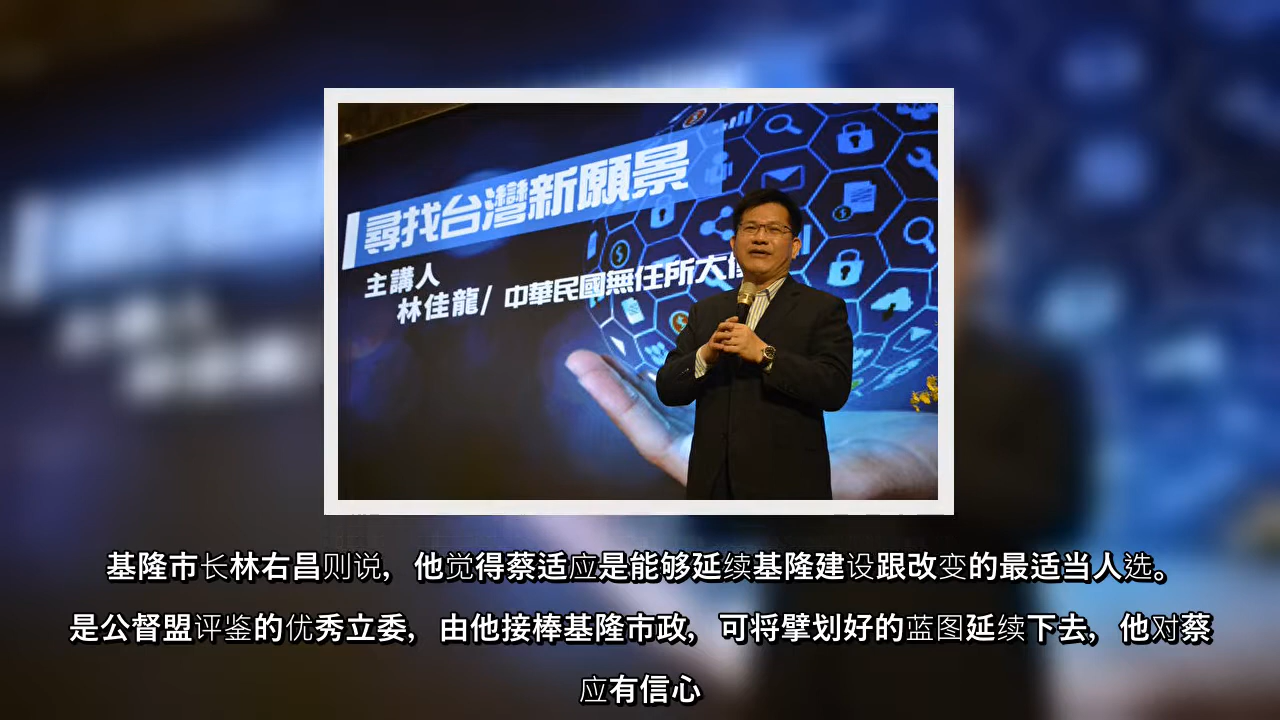 尋找台灣新願景
主講人
林佳龍/中華民國無任所大
基隆市长林右昌则说，他觉得蔡适应是能够延续基隆建设跟改变的最适当人选。
是公督盟评鉴的优秀立委，由他接棒基隆市政，可将擘划好的蓝图延续下去，他对蔡
应有信心